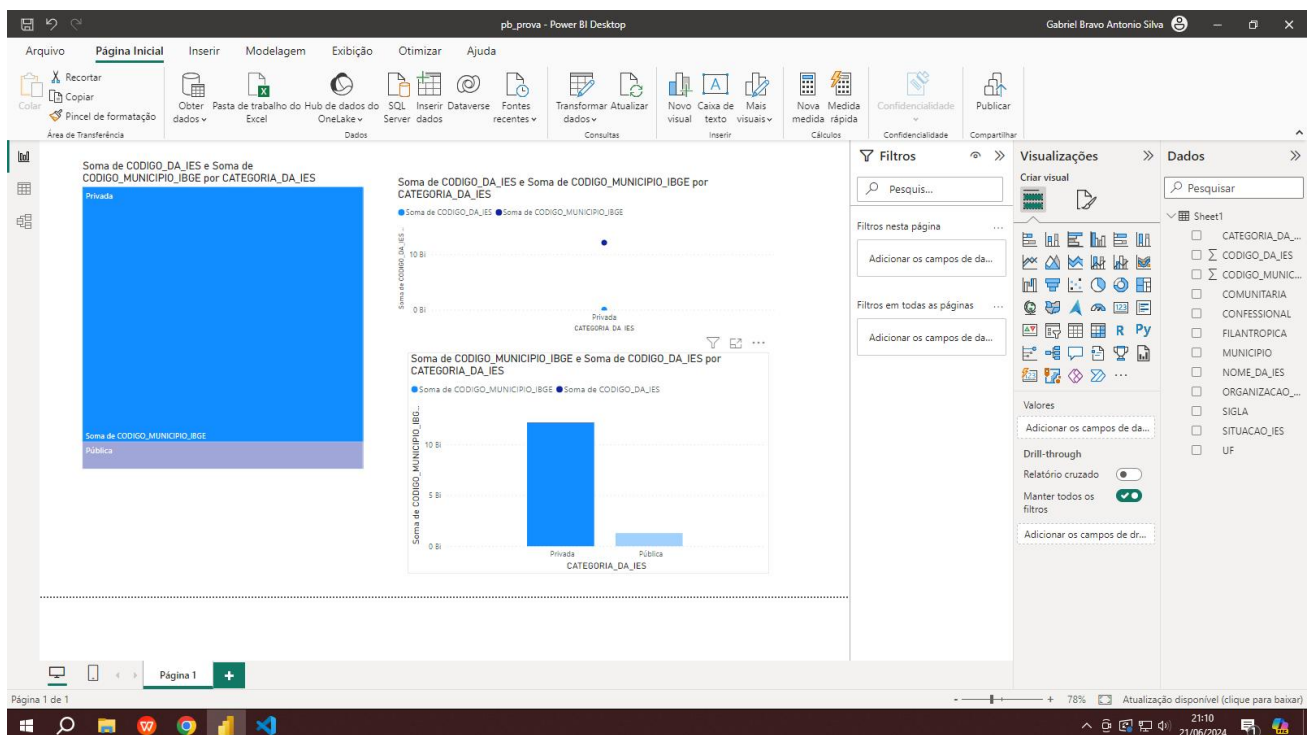 pb_prova - Power BI Desktop
Gabriel Bravo Antonio Silva
Arquivo Página Inicial Inserir Modelagem Exibição Otimizar Ajuda
Colar
Recortar
Copiar
Pincel de formatação
Área de Transferência
Obter dados
Pasta de trabalho do Excel
Hub de dados do OneLake
SQL Server
Inserir dados
Dataverse
Fontes recentes
Dados
Transformar dados
Atualizar
Consultas
Novo visual
Caixa de texto
Mais visuais
Inserir
Nova medida
Medida rápida
Cálculos
Confidencialidade
Confidencialidade
Publicar
Compartilhar
Soma de CODIGO_DA_IES e Soma de
CODIGO_MUNICIPIO_IBGE por CATEGORIA_DA_IES
Privada
Soma de CODIGO_MUNICIPIO_IBGE
Pública
Soma de CODIGO_DA_IES e Soma de CODIGO_MUNICIPIO_IBGE por
CATEGORIA_DA_IES
Soma de CODIGO_DA_IES Soma de CODIGO_MUNICIPIO_IBGE
Soma de CODIGO_DA_IES ...
10 Bi
0 Bi
Privada
CATEGORIA_DA_IES
Soma de CODIGO_MUNICIPIO_IBGE e Soma de CODIGO_DA_IES por
CATEGORIA_DA_IES
Soma de CODIGO_MUNICIPIO_IBGE Soma de CODIGO_DA_IES
Soma de CODIGO_MUNICIPIO_IBG...
10 Bi
5 Bi
0 Bi
Privada Pública
CATEGORIA_DA_IES
Filtros
Pesquis...
Filtros nesta página ...
Adicionar os campos de da...
Filtros em todas as páginas ...
Adicionar os campos de da...
Visualizações
Criar visual
123
R Py
...
Valores
Adicionar os campos de da...
Drill-through
Relatório cruzado
Manter todos os
filtros
Adicionar os campos de dr...
Dados
Pesquisar
Sheet1
CATEGORIA_DA_...
∑ CODIGO_DA_IES
∑ CODIGO_MUNIC...
COMUNITARIA
CONFESSIONAL
FILANTROPICA
MUNICIPIO
NOME_DA_IES
ORGANIZACAO_...
SIGLA
SITUACAO_IES
UF
Página 1
+
Página 1 de 1
- + 78% Atualização disponível (clique para baixar)
21:10
21/06/2024